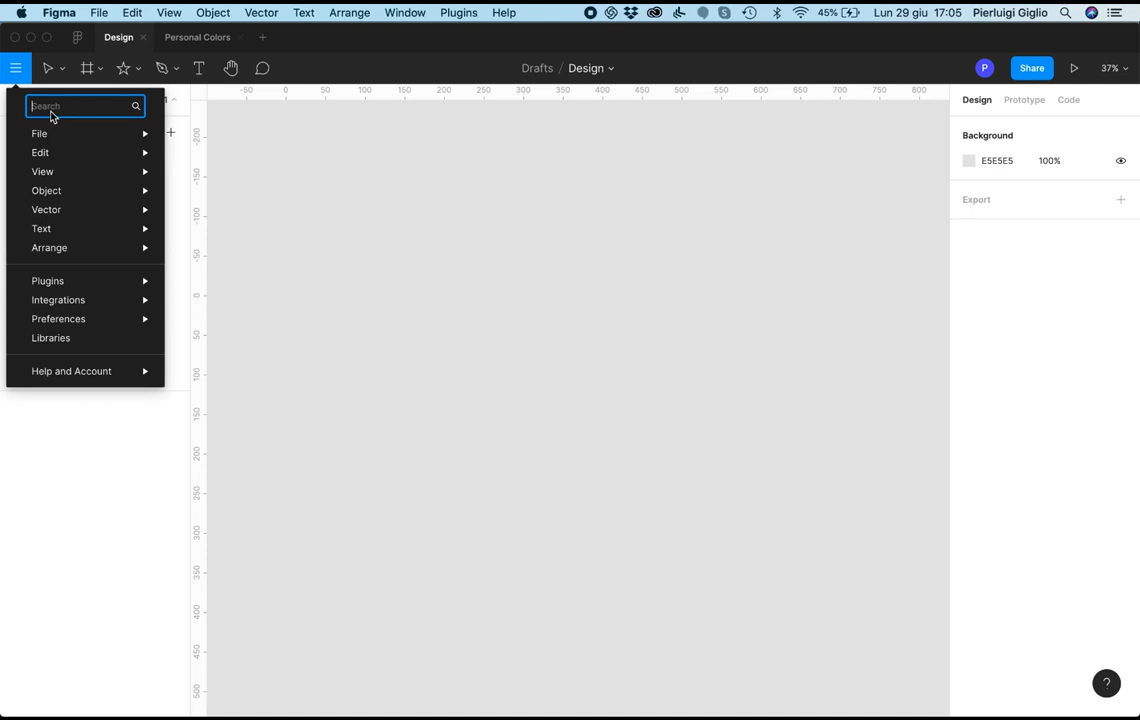 Figma File Edit View Object Vector Text Arrange Window Plugins Help 45% Lun 29 giu 17:05 Pierluigi Giglio
Design Personal Colors
Drafts / Design P Share 37%
-50 0 50 100 150 200 250 300 350 400 450 500 550 600 650 700 750 800
Search
File
Edit
View
Object
Vector
Text
Arrange
Plugins
Integrations
Preferences
Libraries
Help and Account
-200
-150
-100
-50
0
50
100
150
200
250
300
350
400
450
500
Design Prototype Code
Background
E5E5E5 100%
Export
?